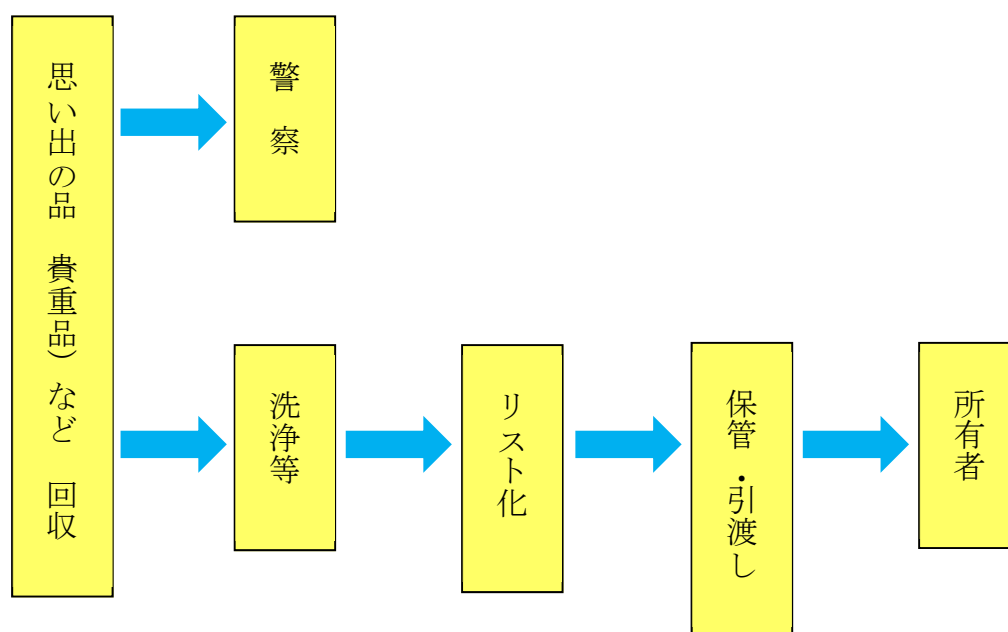 思い出の品 貴重品）など 回収
警 察
洗浄等
リスト化
保管・引渡し
所有者